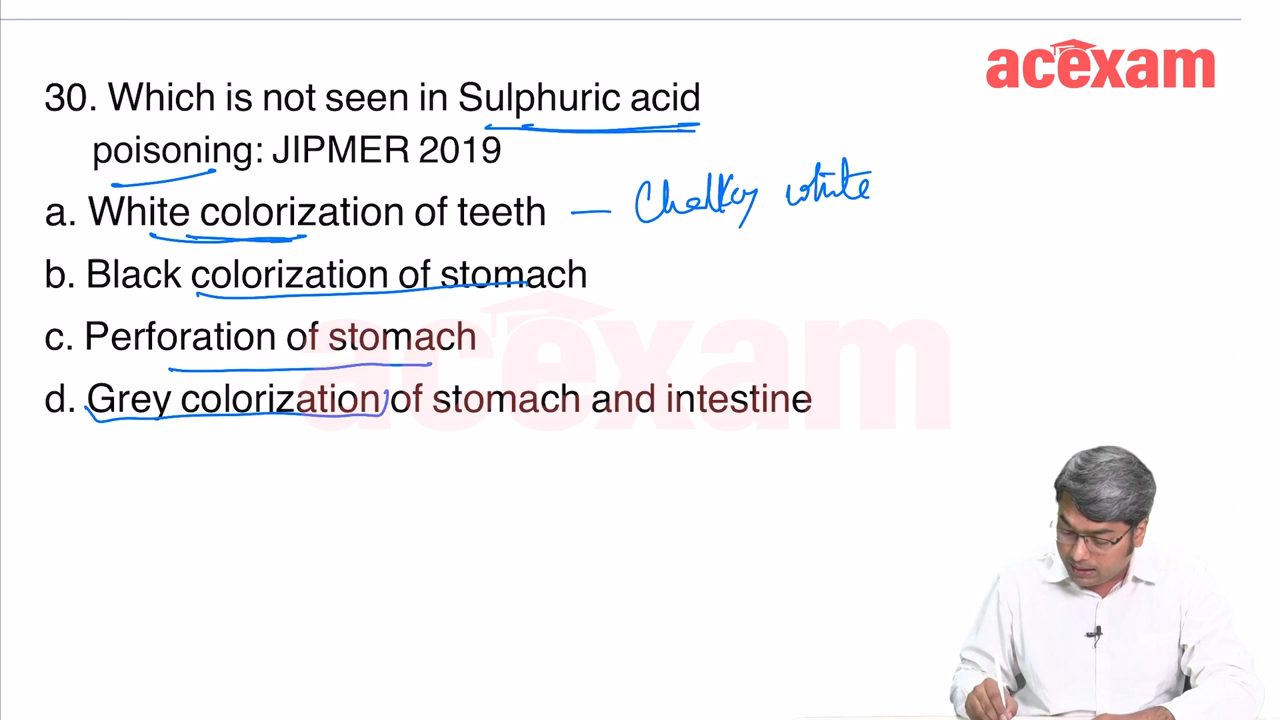 acexam
30. Which is not seen in Sulphuric acid
poisoning: JIPMER 2019
a. White colorization of teeth — Chalky white
b. Black colorization of stomach
c. Perforation of stomach
d. Grey colorization of stomach and intestine
acexam